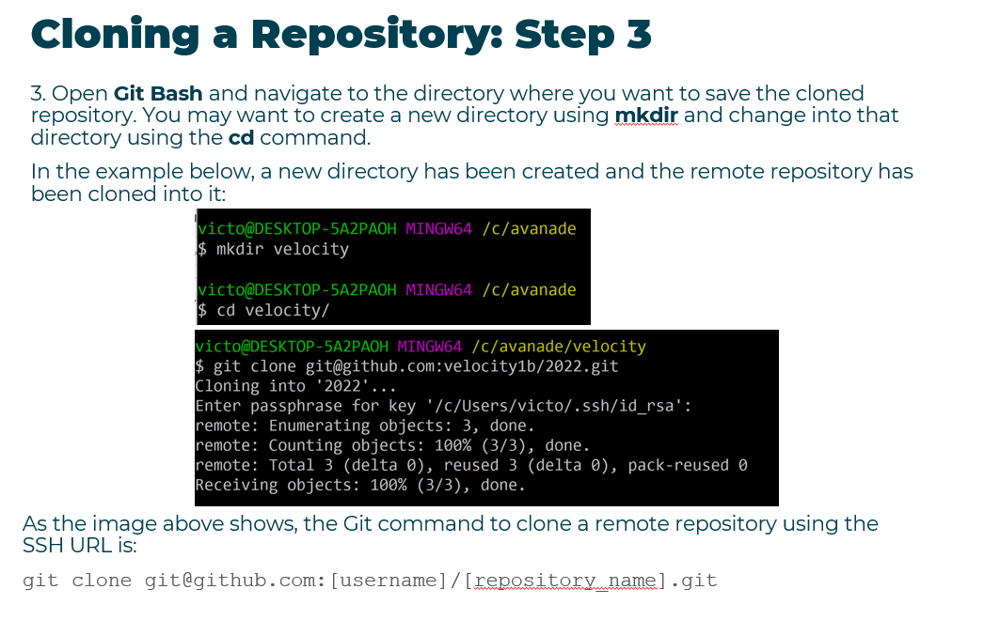 Cloning a Repository: Step 3
3. Open Git Bash and navigate to the directory where you want to save the cloned
repository. You may want to create a new directory using mkdir and change into that
directory using the cd command.
In the example below, a new directory has been created and the remote repository has
been cloned into it:
victo@DESKTOP-5A2PAOH MINGW64 /c/avanade
$ mkdir velocity
victo@DESKTOP-5A2PAOH MINGW64 /c/avanade
$ cd velocity/
victo@DESKTOP-5A2PAOH MINGW64 /c/avanade/velocity
$ git clone git@github.com:velocity1b/2022.git
Cloning into '2022'...
Enter passphrase for key '/c/Users/victo/.ssh/id_rsa':
remote: Enumerating objects: 3, done.
remote: Counting objects: 100% (3/3), done.
remote: Total 3 (delta 0), reused 3 (delta 0), pack-reused 0
Receiving objects: 100% (3/3), done.
As the image above shows, the Git command to clone a remote repository using the
SSH URL is:
git clone git@github.com:[username]/[repository_name].git